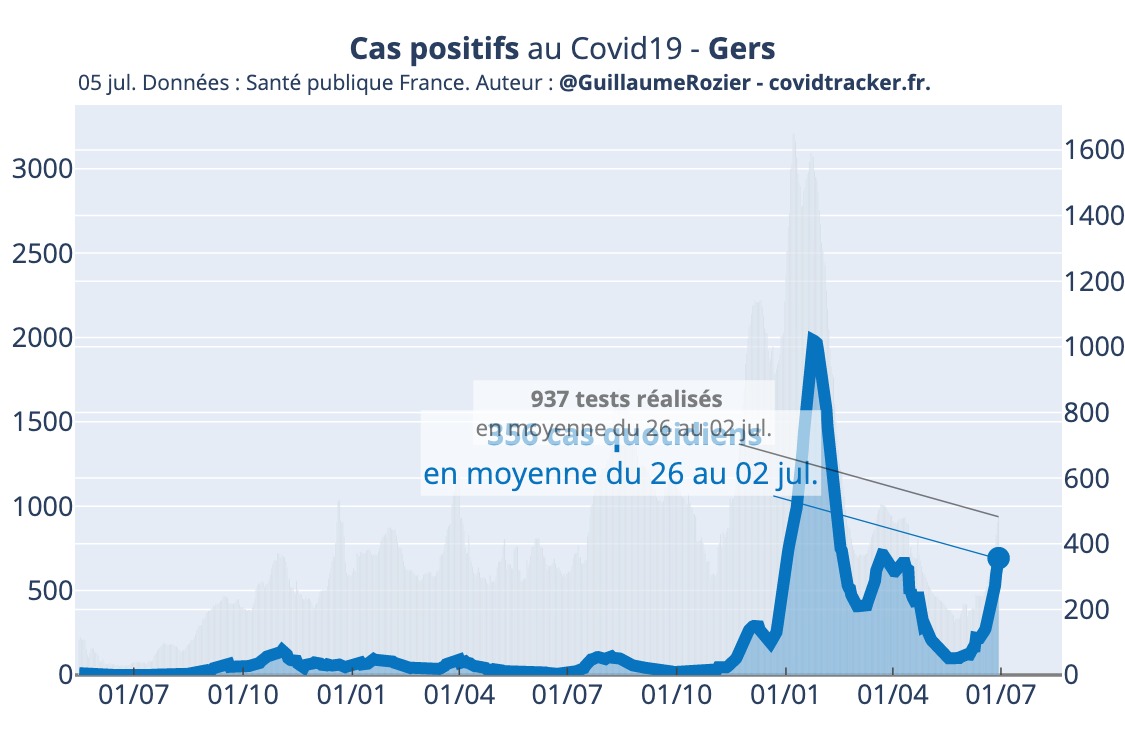 Cas positifs au Covid19 - Gers
05 jul. Données : Santé publique France. Auteur : @GuillaumeRozier - covidtracker.fr.
1600
3000
1400
2500
1200
2000
1000
937 tests réalisés
800
1500
en moyenne du 26 au 02 jul.
356 cas quotidiens
en moyenne du 26 au 02 jul.
600
1000
400
500
200
0
0
01/07 01/10 01/01 01/04 01/07 01/10 01/01 01/04 01/07